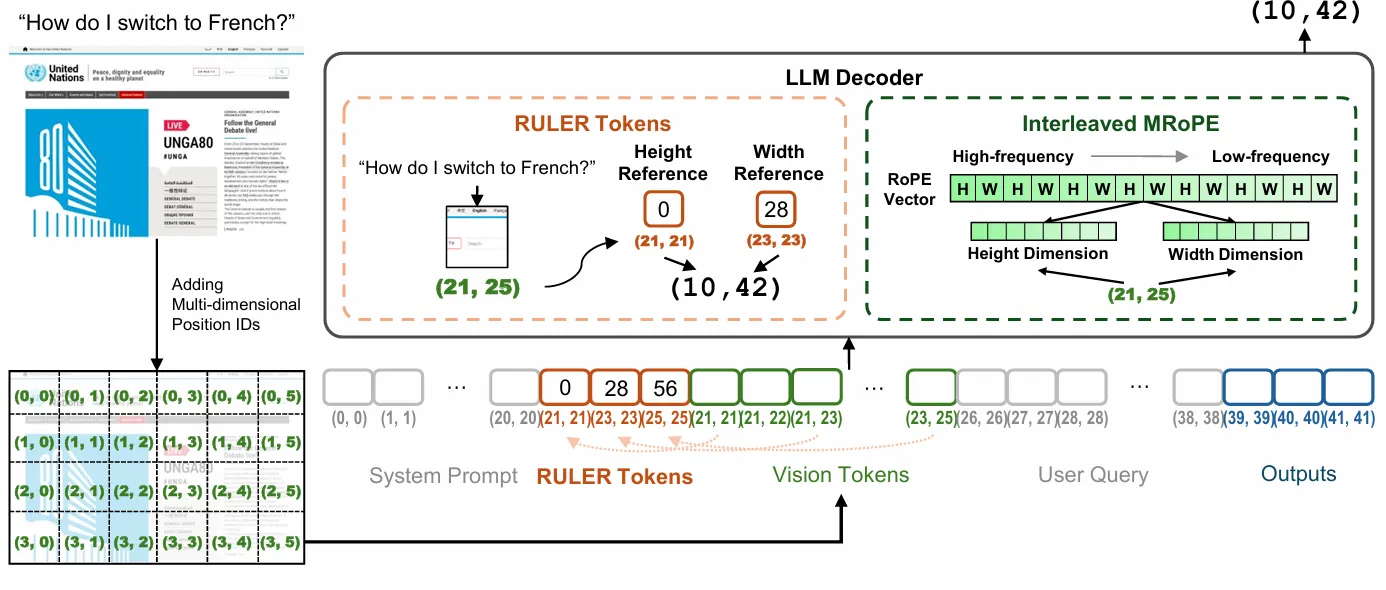 “How do I switch to French?”
United
Nations
Peace, dignity and equality
on a healthy planet
Search
LIVE
UNGA80
#UNGA
Follow the General
Debate live!
GENERAL DEBATE
DEBAT GÉNÉRAL
DEBATE GENERAL
80
Adding
Multi-dimensional
Position IDs
(0, 0) (0, 1) (0, 2) (0, 3) (0, 4) (0, 5)
(1, 0) (1, 1) (1, 2) (1, 3) (1, 4) (1, 5)
(2, 0) (2, 1) (2, 2) (2, 3) (2, 4) (2, 5)
(3, 0) (3, 1) (3, 2) (3, 3) (3, 4) (3, 5)
(10,42)
LLM Decoder
RULER Tokens
“How do I switch to French?”
Height
Reference
Width
Reference
中文 English
Search
0
28
(21, 21)
(23, 23)
(21, 25)
(10,42)
Interleaved MRoPE
High-frequency
Low-frequency
RoPE
Vector
H W H W H W H W H W H W H W
Height Dimension
Width Dimension
(21, 25)
... 0 28 56 ... ...
(0, 0) (1, 1) (20, 20) (21, 21) (23, 23) (25, 25) (21, 21) (21, 22) (21, 23) (23, 25) (26, 26) (27, 27) (28, 28) (38, 38) (39, 39) (40, 40) (41, 41)
System Prompt
RULER Tokens
Vision Tokens
User Query
Outputs